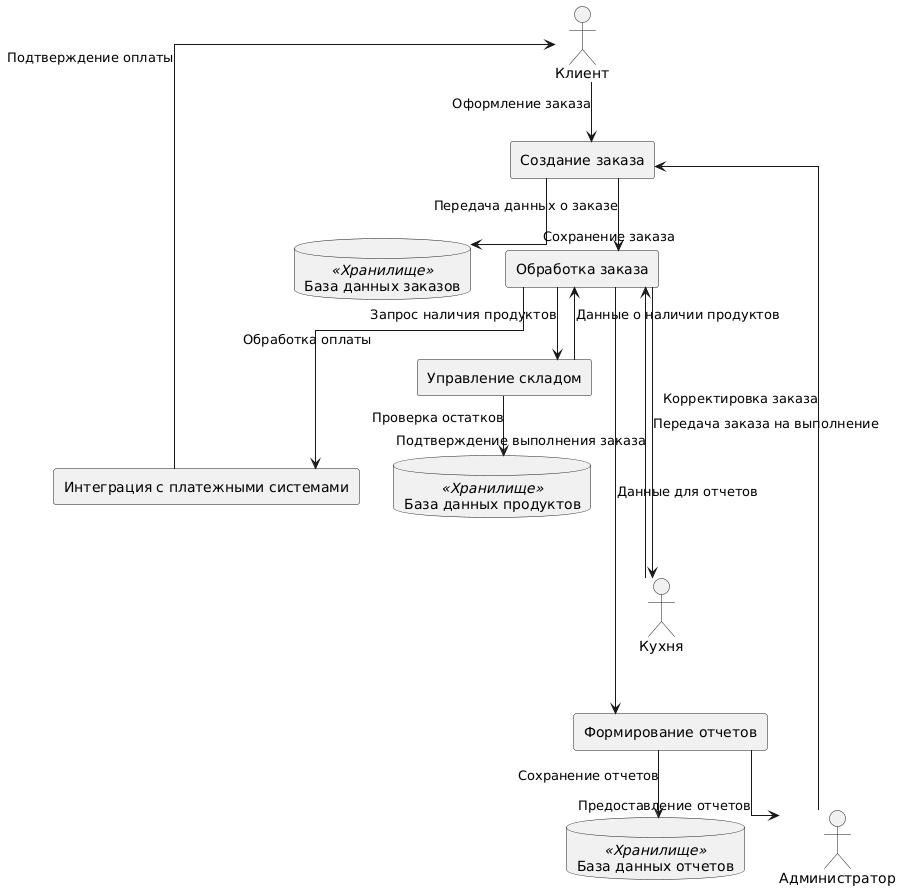 Подтверждение оплаты
Клиент
Оформление заказа
Создание заказа
Передача данных о заказе
Сохранение заказа
«Хранилище»
База данных заказов
Обработка заказа
Запрос наличия продуктов
Данные о наличии продуктов
Обработка оплаты
Управление складом
Корректировка заказа
Проверка остатков
Передача заказа на выполнение
Подтверждение выполнения заказа
Интеграция с платежными системами
«Хранилище»
База данных продуктов
Данные для отчетов
Кухня
Формирование отчетов
Сохранение отчетов
Предоставление отчетов
«Хранилище»
База данных отчетов
Администратор